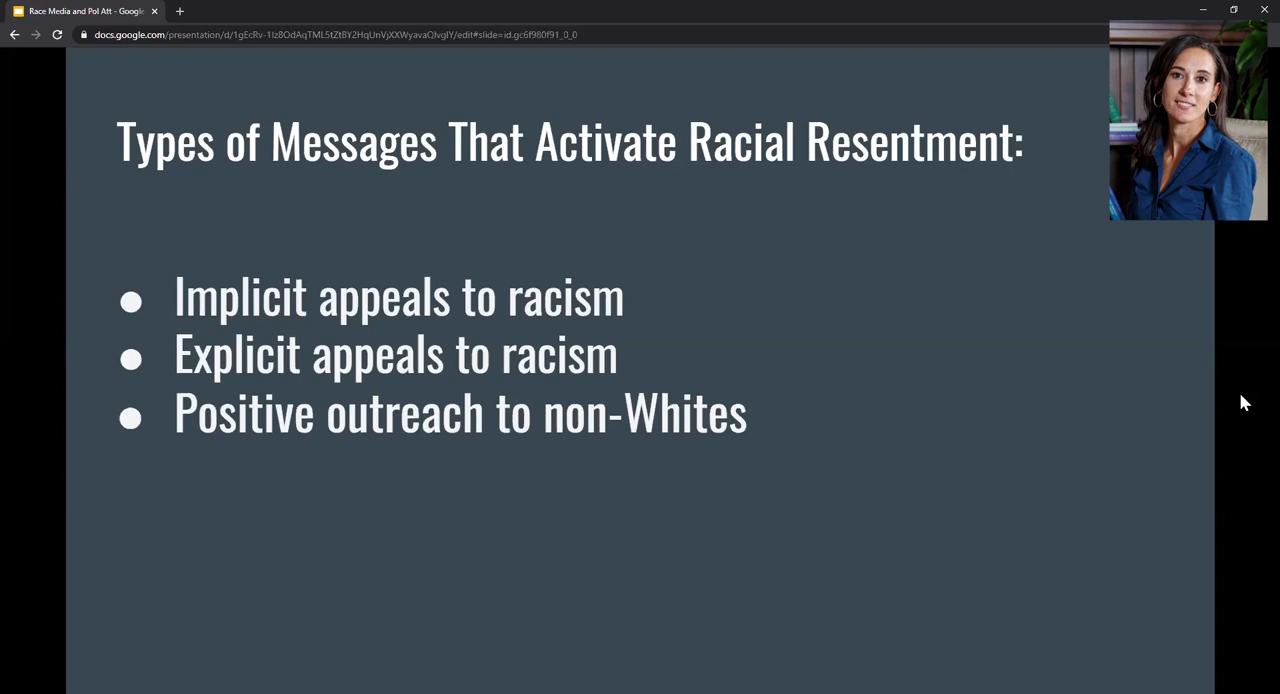 Race Media and Pol Att - Google
docs.google.com/presentation/d/1gEcRv-1Iz8OdAqTML5tZtBY2HqUnVjXXWyavaQIvgIY/edit#slide=id.gc6f980f91_0_0
Types of Messages That Activate Racial Resentment:
● Implicit appeals to racism
● Explicit appeals to racism
● Positive outreach to non-Whites